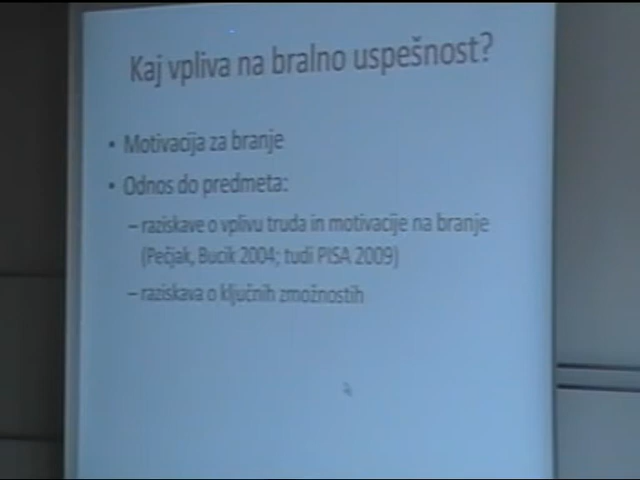 Kaj vpliva na bralno uspešnost?
• Motivacija za branje
• Odnos do predmeta:
– raziskave o vplivu truda in motivacije na branje
(Pečjak, Bucik 2004; tudi PISA 2009)
– raziskava o ključnih zmožnostih